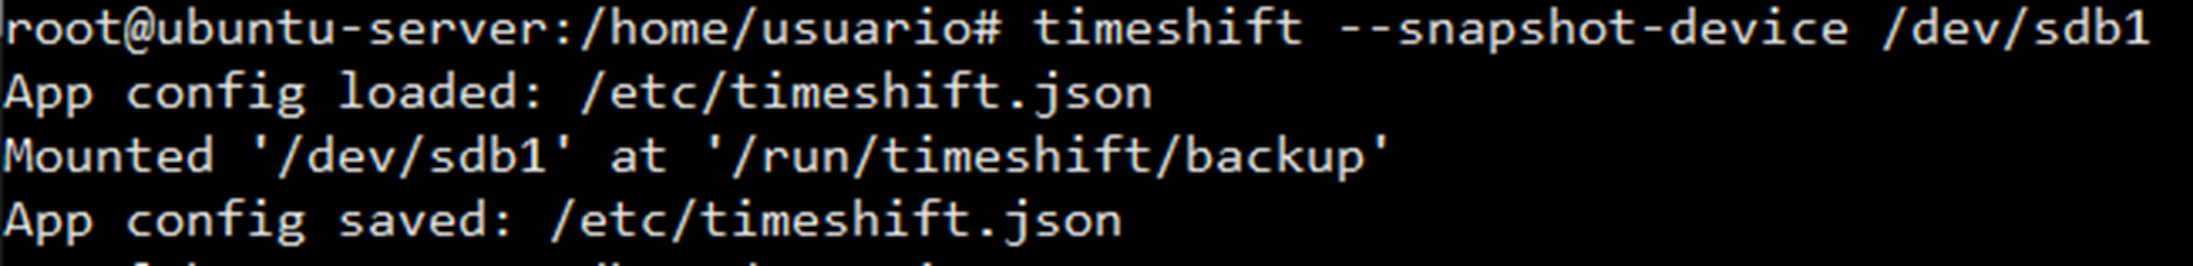 root@ubuntu-server:/home/usuario# timeshift --snapshot-device /dev/sdb1
App config loaded: /etc/timeshift.json
Mounted '/dev/sdb1' at '/run/timeshift/backup'
App config saved: /etc/timeshift.json